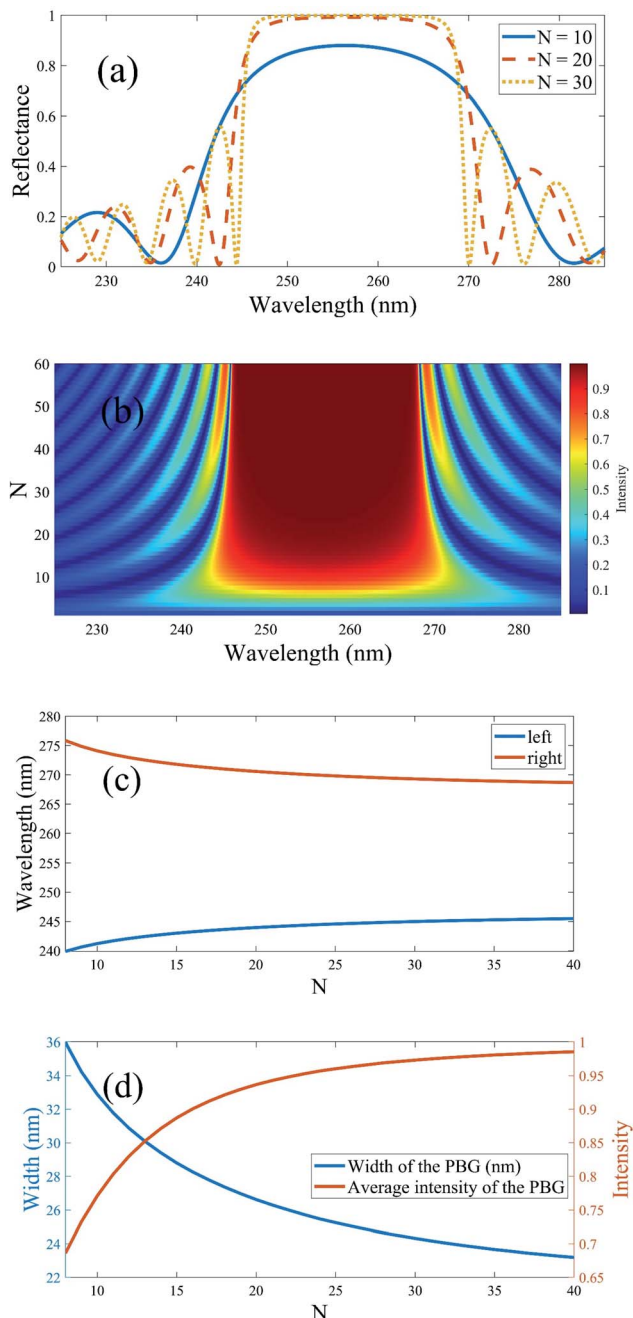 (a)
N = 10
N = 20
N = 30
Reflectance
1
0.8
0.6
0.4
0.2
0
230 240 250 260 270 280
Wavelength (nm)
(b)
N
60
50
40
30
20
10
230 240 250 260 270 280
Wavelength (nm)
0.9
0.8
0.7
0.6
0.5
0.4
0.3
0.2
0.1
Intensity
(c)
left
right
Wavelength (nm)
280
275
270
265
260
255
250
245
240
10 15 20 25 30 35 40
N
(d)
Width of the PBG (nm)
Average intensity of the PBG
Width (nm)
36
34
32
30
28
26
24
22
10 15 20 25 30 35 40
N
1
0.95
0.9
0.85
0.8
0.75
0.7
0.65
Intensity